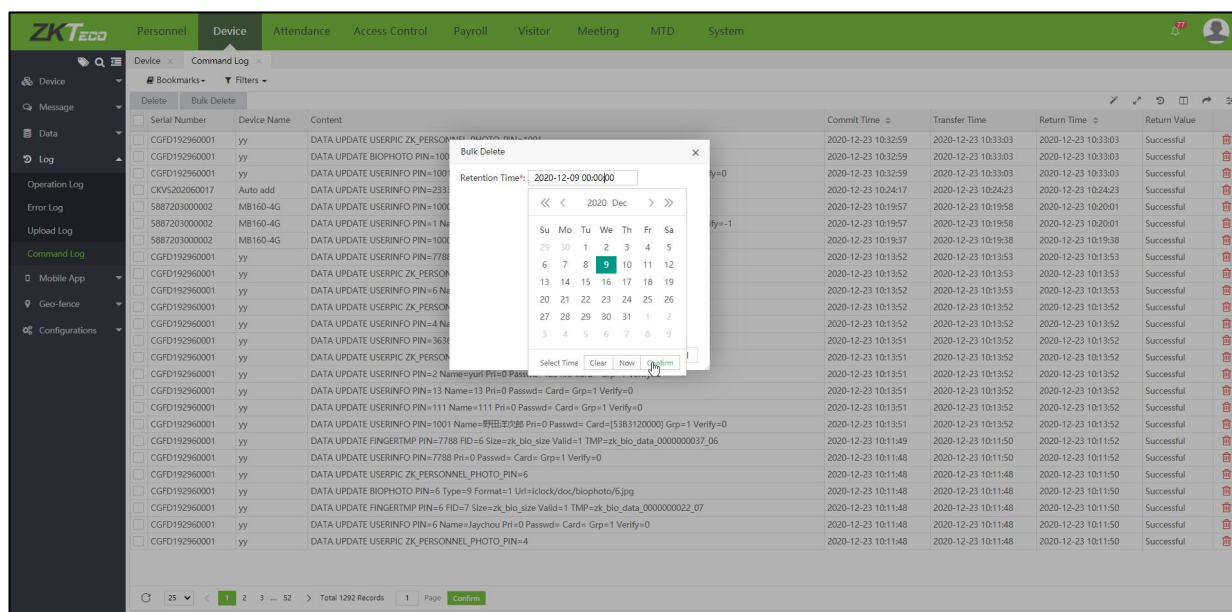 ZKTeco Personnel Device Attendance Access Control Payroll Visitor Meeting MTD System 77
Device × Command Log ×
Bookmarks Filters
Delete Bulk Delete
Device
Message
Data
Log
Operation Log
Error Log
Upload Log
Command Log
Mobile App
Geo-fence
Configurations
Serial Number Device Name Content Commit Time Transfer Time Return Time Return Value
CGFD192960001 yy DATA UPDATE USERPIC ZK_PERSONNEL_PHOTO_PIN=1001 2020-12-23 10:32:59 2020-12-23 10:33:03 2020-12-23 10:33:03 Successful
CGFD192960001 yy DATA UPDATE BIOPHOTO PIN=100 2020-12-23 10:32:59 2020-12-23 10:33:03 2020-12-23 10:33:03 Successful
CGFD192960001 yy DATA UPDATE USERINFO PIN=1001 fy=0 2020-12-23 10:32:59 2020-12-23 10:33:03 2020-12-23 10:33:03 Successful
CKVS202060017 Auto add DATA UPDATE USERINFO PIN=233 2020-12-23 10:24:17 2020-12-23 10:24:23 2020-12-23 10:24:23 Successful
5887203000002 MB160-4G DATA UPDATE USERINFO PIN=1000 2020-12-23 10:19:57 2020-12-23 10:19:58 2020-12-23 10:20:01 Successful
5887203000002 MB160-4G DATA UPDATE USERINFO PIN=1 Na ify=-1 2020-12-23 10:19:57 2020-12-23 10:19:58 2020-12-23 10:20:01 Successful
5887203000002 MB160-4G DATA UPDATE USERINFO PIN=1000 2020-12-23 10:19:37 2020-12-23 10:19:38 2020-12-23 10:19:38 Successful
CGFD192960001 yy DATA UPDATE USERINFO PIN=7788 2020-12-23 10:13:52 2020-12-23 10:13:53 2020-12-23 10:13:53 Successful
CGFD192960001 yy DATA UPDATE USERPIC ZK_PERSON 2020-12-23 10:13:52 2020-12-23 10:13:53 2020-12-23 10:13:53 Successful
CGFD192960001 yy DATA UPDATE USERINFO PIN=6 Na 2020-12-23 10:13:52 2020-12-23 10:13:52 2020-12-23 10:13:53 Successful
CGFD192960001 yy DATA UPDATE USERPIC ZK_PERSON 2020-12-23 10:13:52 2020-12-23 10:13:52 2020-12-23 10:13:52 Successful
CGFD192960001 yy DATA UPDATE USERINFO PIN=4 Na 2020-12-23 10:13:52 2020-12-23 10:13:52 2020-12-23 10:13:52 Successful
CGFD192960001 yy DATA UPDATE USERINFO PIN=3636 2020-12-23 10:13:51 2020-12-23 10:13:52 2020-12-23 10:13:52 Successful
CGFD192960001 yy DATA UPDATE USERPIC ZK_PERSON 2020-12-23 10:13:52 2020-12-23 10:13:52 2020-12-23 10:13:52 Successful
CGFD192960001 yy DATA UPDATE USERINFO PIN=2 Name=yuri Pri=0 2020-12-23 10:13:51 2020-12-23 10:13:52 2020-12-23 10:13:52 Successful
CGFD192960001 yy DATA UPDATE USERINFO PIN=13 Name=13 Pri=0 Passwd= Card= Grp=1 Verify=0 2020-12-23 10:13:51 2020-12-23 10:13:52 2020-12-23 10:13:52 Successful
CGFD192960001 yy DATA UPDATE USERINFO PIN=111 Name=111 Pri=0 Passwd= Card= Grp=1 Verify=0 2020-12-23 10:13:51 2020-12-23 10:13:52 2020-12-23 10:13:52 Successful
CGFD192960001 yy DATA UPDATE USERINFO PIN=1001 Name=野田洋次郎 Pri=0 Passwd= Card=[53B3120000] Grp=1 Verify=0 2020-12-23 10:13:51 2020-12-23 10:13:52 2020-12-23 10:13:52 Successful
CGFD192960001 yy DATA UPDATE FINGERTMP PIN=7788 FID=6 Size=zk_bio_size Valid=1 TMP=zk_bio_data_0000000037_06 2020-12-23 10:11:49 2020-12-23 10:11:50 2020-12-23 10:11:52 Successful
CGFD192960001 yy DATA UPDATE USERINFO PIN=7788 Pri=0 Passwd= Card= Grp=1 Verify=0 2020-12-23 10:11:48 2020-12-23 10:11:50 2020-12-23 10:11:52 Successful
CGFD192960001 yy DATA UPDATE USERPIC ZK_PERSONNEL_PHOTO_PIN=6 2020-12-23 10:11:48 2020-12-23 10:11:48 2020-12-23 10:11:50 Successful
CGFD192960001 yy DATA UPDATE BIOPHOTO PIN=6 Type=9 Format=1 Url=iclock/doc/biophoto/6.jpg 2020-12-23 10:11:48 2020-12-23 10:11:48 2020-12-23 10:11:50 Successful
CGFD192960001 yy DATA UPDATE FINGERTMP PIN=6 FID=7 Size=zk_bio_size Valid=1 TMP=zk_bio_data_0000000022_07 2020-12-23 10:11:48 2020-12-23 10:11:48 2020-12-23 10:11:50 Successful
CGFD192960001 yy DATA UPDATE USERINFO PIN=6 Name=Jaychou Pri=0 Passwd= Card= Grp=1 Verify=0 2020-12-23 10:11:48 2020-12-23 10:11:48 2020-12-23 10:11:50 Successful
CGFD192960001 yy DATA UPDATE USERPIC ZK_PERSONNEL_PHOTO_PIN=4 2020-12-23 10:11:48 2020-12-23 10:11:48 2020-12-23 10:11:50 Successful
Bulk Delete ×
Retention Time*: 2020-12-09 00:00:00
2020 Dec
Su Mo Tu We Th Fr Sa
29 30 1 2 3 4 5
6 7 8 9 10 11 12
13 14 15 16 17 18 19
20 21 22 23 24 25 26
27 28 29 30 31 1 2
3 4 5 6 7 8 9
Select Time Clear Now Confirm
25 < 1 2 3 ... 52 > Total 1292 Records 1 Page Confirm